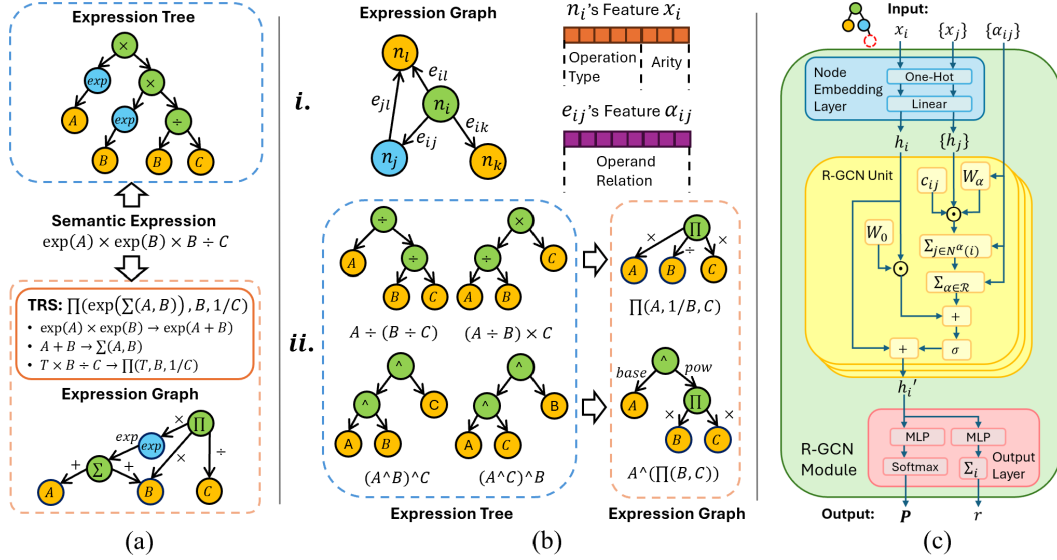 Expression Tree
×
exp
×
A
exp
÷
B
B
C
Semantic Expression
exp(A) × exp(B) × B ÷ C
TRS: ∏(exp(∑(A, B)), B, 1/C)
• exp(A) × exp(B) → exp(A + B)
• A + B → ∑(A, B)
• T × B ÷ C → ∏(T, B, 1/C)
Expression Graph
∏
×
exp
exp
×
÷
∑
+
+
A
B
C
(a)
Expression Graph
i.
n_l
e_il
e_jl
n_i
e_ij
e_ik
n_j
n_k
n_i's Feature x_i
Operation Type
Arity
e_ij's Feature α_ij
Operand Relation
ii.
÷
A
÷
B
C
A ÷ (B ÷ C)
×
÷
C
A
B
(A ÷ B) × C
∏
×
÷
×
A
B
C
∏(A, 1/B, C)
^
^
C
A
B
(A^B)^C
^
^
B
A
C
(A^C)^B
^
base
pow
A
∏
×
×
B
C
A^(∏(B, C))
Expression Tree
Expression Graph
(b)
Input:
x_i
{x_j}
{α_ij}
Node Embedding Layer
One-Hot
Linear
h_i
{h_j}
R-GCN Unit
c_ij
W_α
W_0
∑_{j∈N^α(i)}
∑_{α∈R}
+
+
σ
h_i'
R-GCN Module
MLP
MLP
Softmax
∑_i
Output Layer
Output:
P
r
(c)